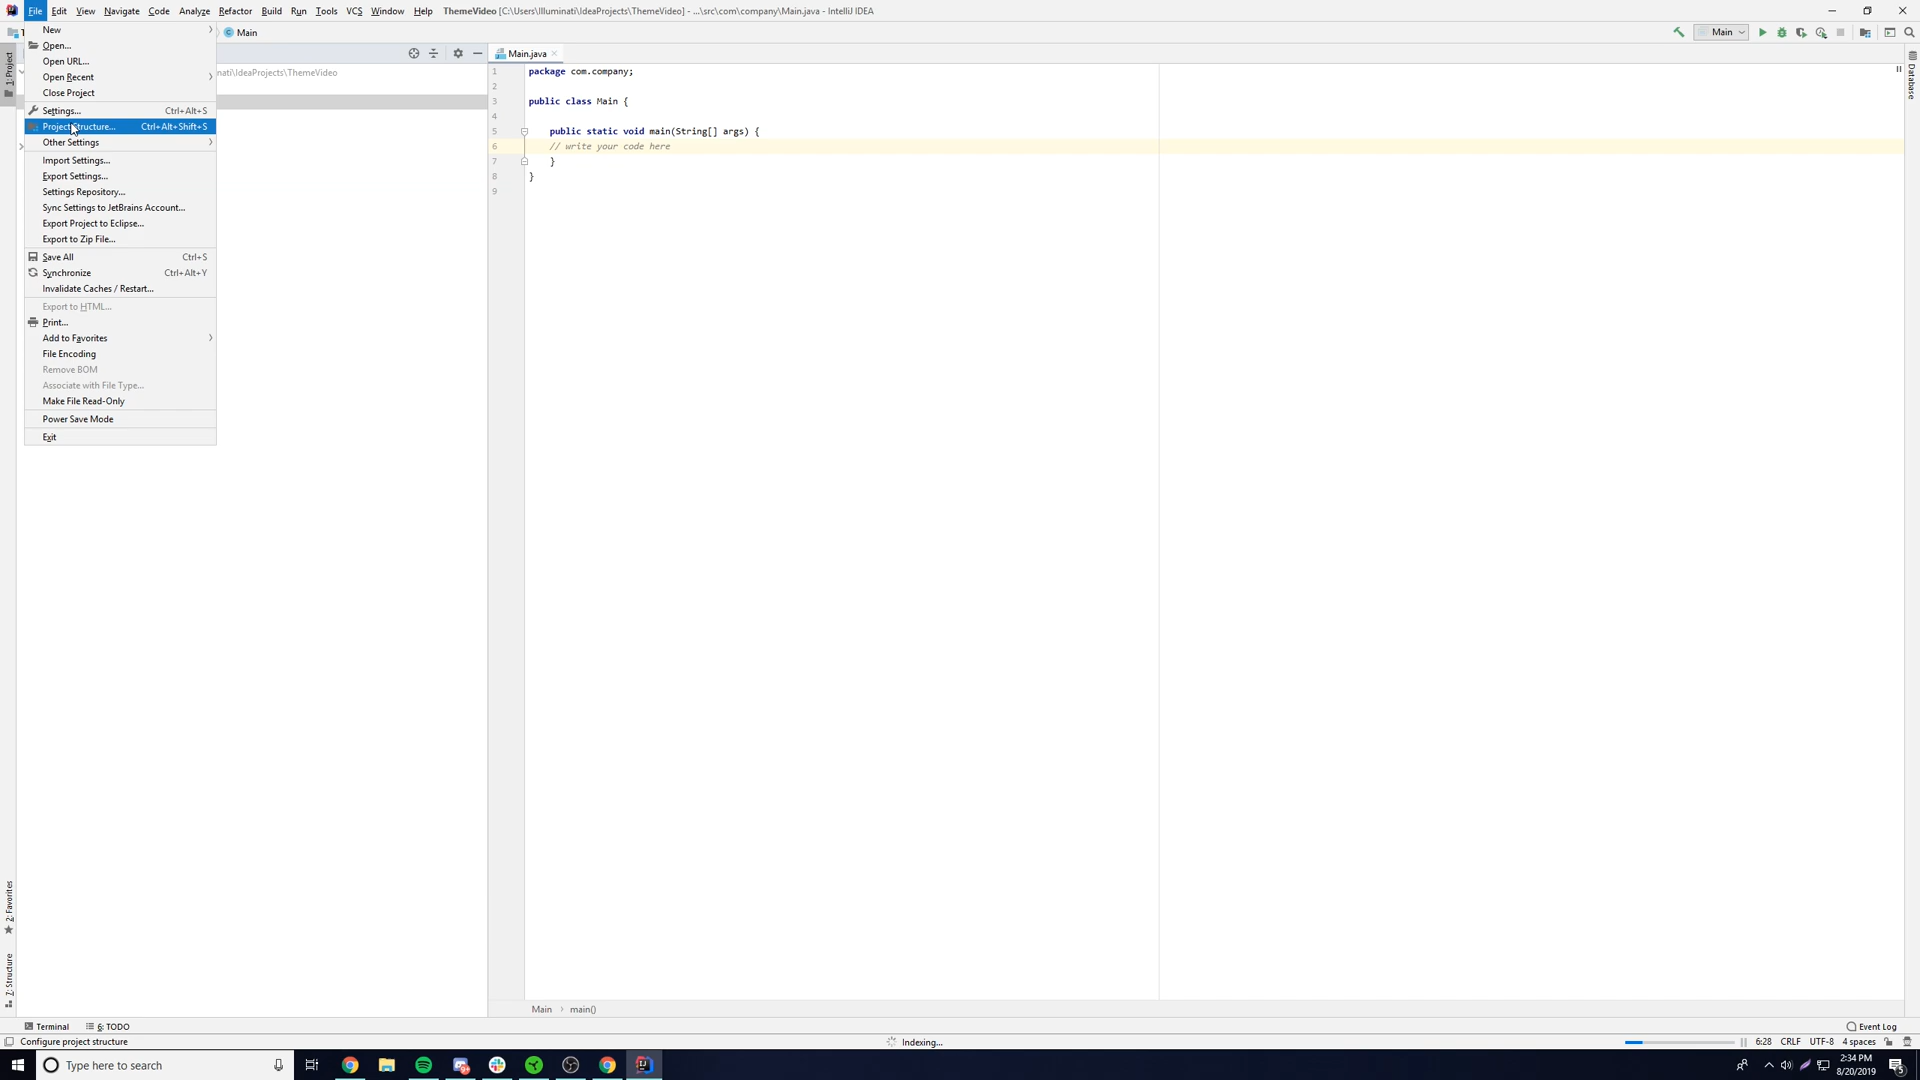 File Edit View Navigate Code Analyze Refactor Build Run Tools VCS Window Help ThemeVideo [C:\Users\Illuminati\IdeaProjects\ThemeVideo] - ...\src\com\company\Main.java - IntelliJ IDEA
Main
Main
New
Open...
Open URL...
Open Recent
Close Project
Settings... Ctrl+Alt+S
Project Structure... Ctrl+Alt+Shift+S
Other Settings
Import Settings...
Export Settings...
Settings Repository...
Sync Settings to JetBrains Account...
Export Project to Eclipse...
Export to Zip File...
Save All Ctrl+S
Synchronize Ctrl+Alt+Y
Invalidate Caches / Restart...
Export to HTML...
Print...
Add to Favorites
File Encoding
Remove BOM
Associate with File Type...
Make File Read-Only
Power Save Mode
Exit
nati\IdeaProjects\ThemeVideo
1: Project
2: Favorites
7: Structure
Main.java
1 package com.company;
2
3 public class Main {
4
5 public static void main(String[] args) {
6 // write your code here
7 }
8 }
9
Database
Main > main()
Terminal 6: TODO
Event Log
Configure project structure
Indexing...
6:28 CRLF UTF-8 4 spaces
Type here to search
2:34 PM
8/20/2019
5